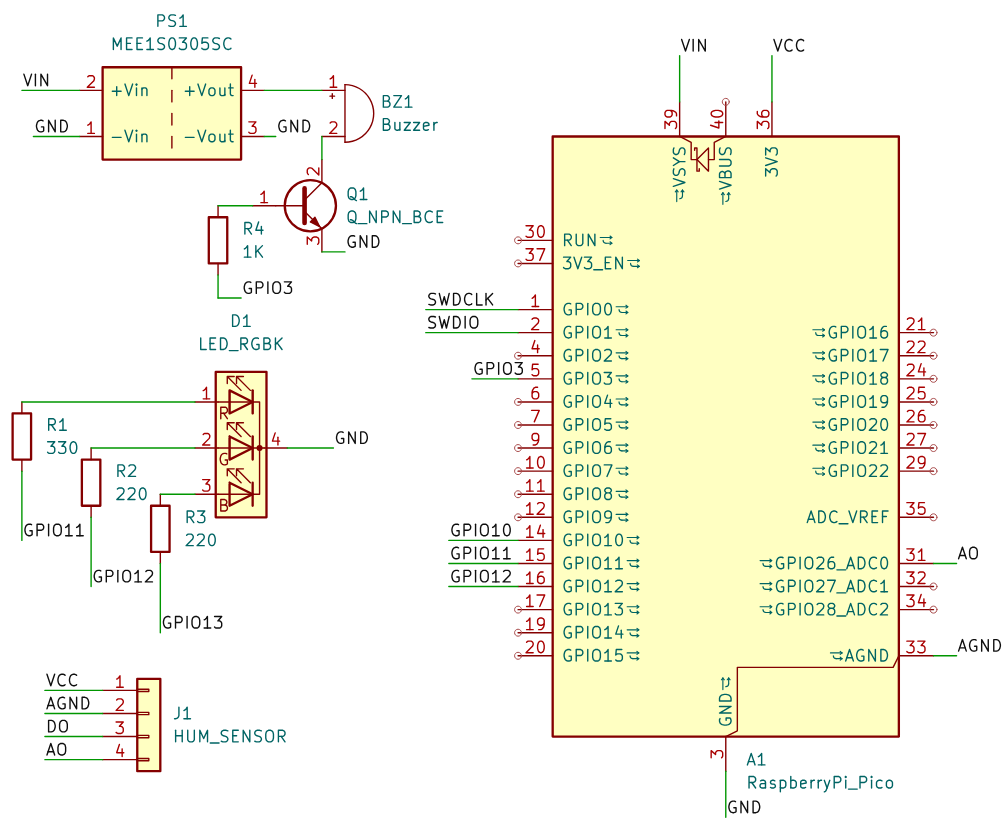 PS1
MEE1S0305SC
VIN 2 +Vin +Vout 4
GND 1 -Vin -Vout 3 GND
1
+
2
BZ1
Buzzer
2
1
3
Q1
Q_NPN_BCE
GND
R4
1K
GPIO3
D1
LED_RGBK
1 R
2 G 4 GND
3 B
R1
330
R2
220
R3
220
GPIO11
GPIO12
GPIO13
VCC 1
AGND 2
DO 3
AO 4
J1
HUM_SENSOR
VIN
VCC
39
40
36
VSYS
VBUS
3V3
30 RUN
37 3V3_EN
SWDCLK 1 GPIO0
SWDIO 2 GPIO1
4 GPIO2
GPIO3 5 GPIO3
6 GPIO4
7 GPIO5
9 GPIO6
10 GPIO7
11 GPIO8
12 GPIO9
GPIO10 14 GPIO10
GPIO11 15 GPIO11
GPIO12 16 GPIO12
17 GPIO13
19 GPIO14
20 GPIO15
GPIO16 21
GPIO17 22
GPIO18 24
GPIO19 25
GPIO20 26
GPIO21 27
GPIO22 29
ADC_VREF 35
GPIO26_ADC0 31 AO
GPIO27_ADC1 32
GPIO28_ADC2 34
AGND 33 AGND
GND
3
GND
A1
RaspberryPi_Pico